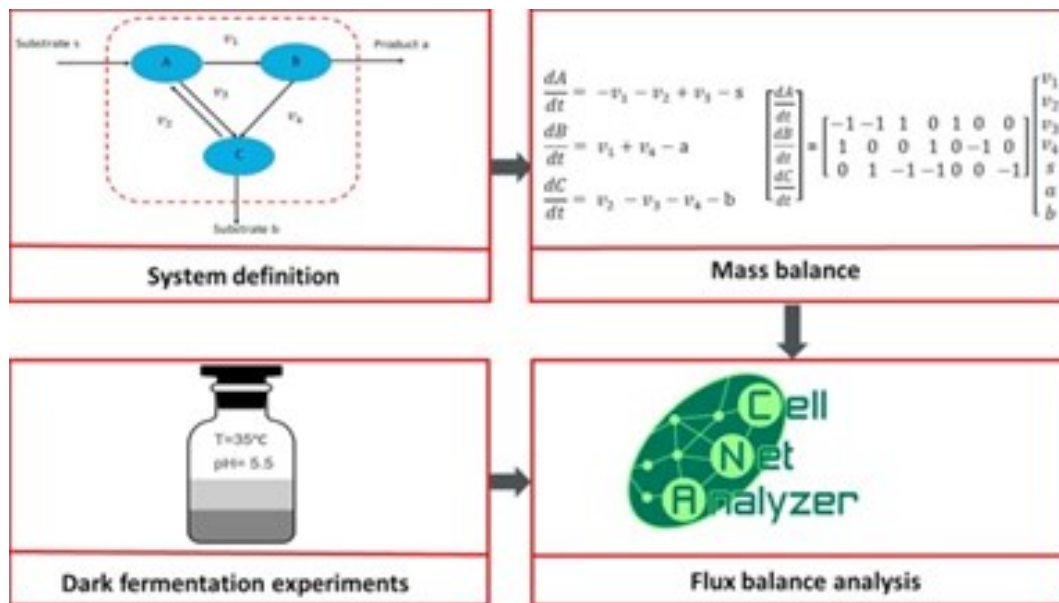 Substrate s
v₁
Product a
A
B
v₃
v₂
v₄
C
Substrate b
System definition
dA/dt = -v₁ - v₂ + v₃ - s
dB/dt = v₁ + v₄ - a
dC/dt = v₂ - v₃ - v₄ - b
[dA/dt dB/dt dC/dt] = [-1 -1 1 0 1 0 0
1 0 0 1 0 -1 0
0 1 -1 -1 0 0 -1] [v₁ v₂ v₃ v₄ s a b]
Mass balance
T=35°C
pH= 5.5
Dark fermentation experiments
Cell
Net
Analyzer
Flux balance analysis